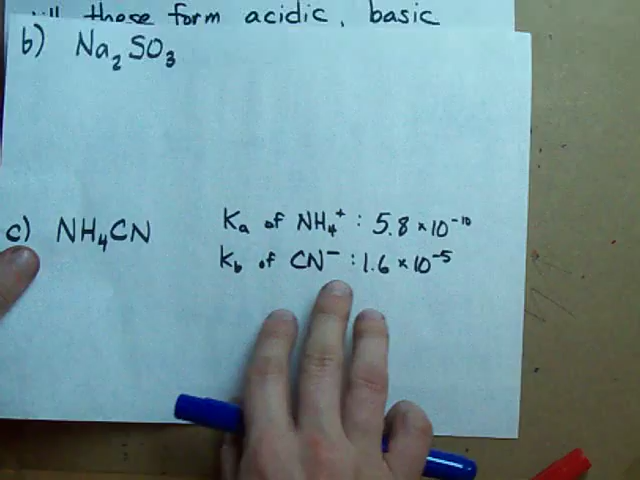 those form acidic, basic
b) Na₂SO₃
c) NH₄CN
Ka of NH₄⁺ : 5.8 × 10⁻¹⁰
Kb of CN⁻ : 1.6 × 10⁻⁵